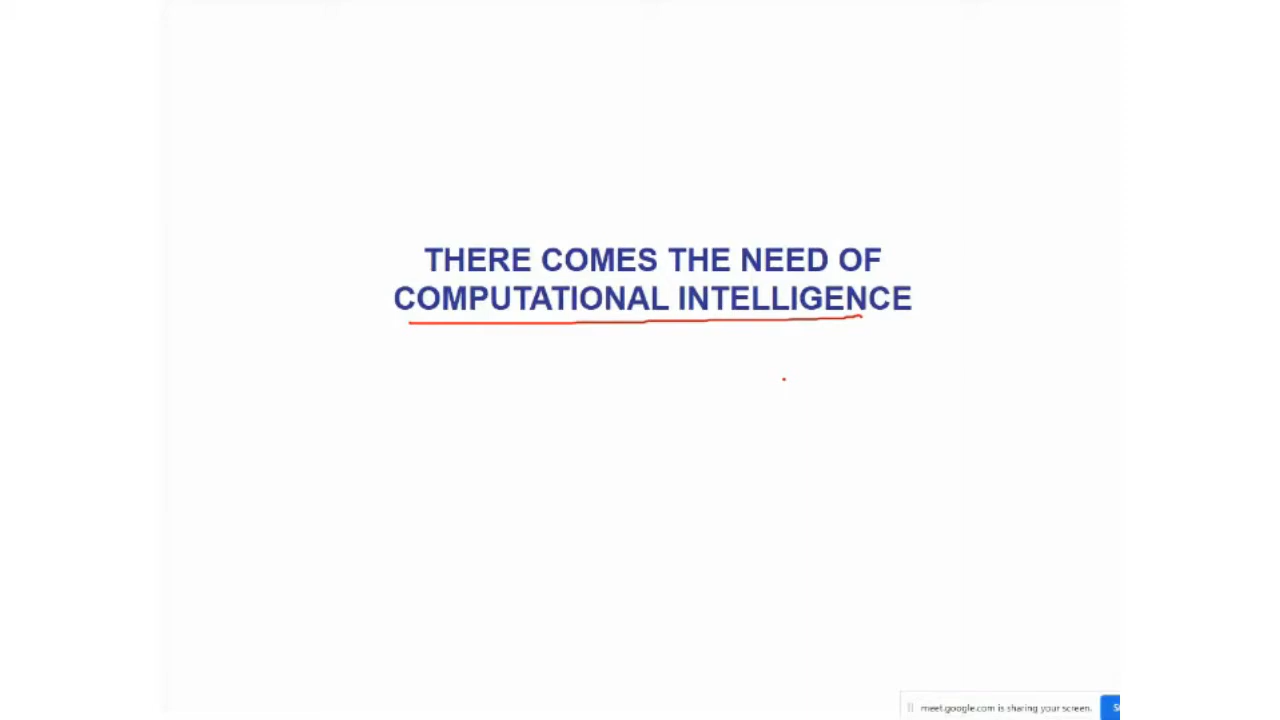 THERE COMES THE NEED OF
COMPUTATIONAL INTELLIGENCE
meet.google.com is sharing your screen.